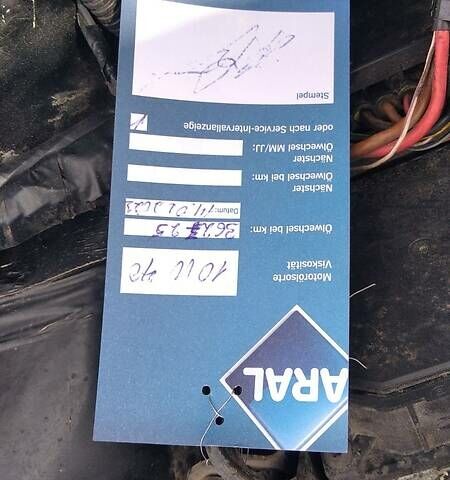 ARAL
Motorölsorte
Viskosität
10W 40
Ölwechsel bei km:
Datum:
Nächster
Ölwechsel bei km:
Nächster
Ölwechsel MM/JJ:
oder nach Service-Intervallanzeige
Stempel